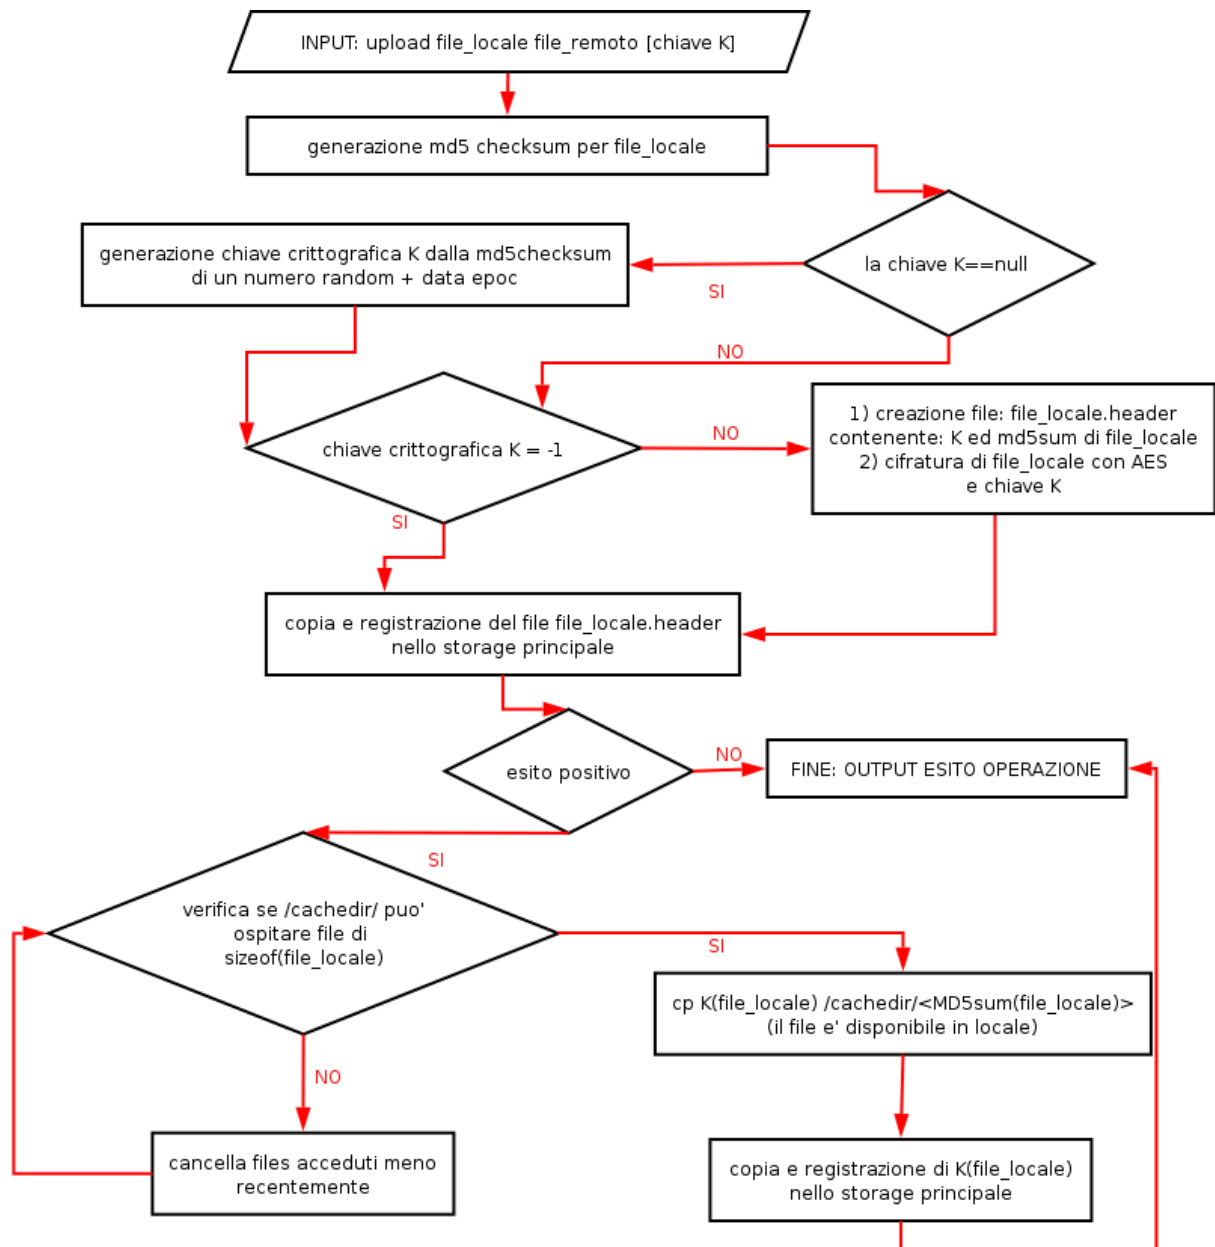 INPUT: upload file_locale file_remoto [chiave K]
generazione md5 checksum per file_locale
generazione chiave crittografica K dalla md5checksum
di un numero random + data epoc
la chiave K==null
SI
NO
chiave crittografica K = -1
NO
1) creazione file: file_locale.header
contenente: K ed md5sum di file_locale
2) cifratura di file_locale con AES
e chiave K
SI
copia e registrazione del file file_locale.header
nello storage principale
esito positivo
NO
FINE: OUTPUT ESITO OPERAZIONE
SI
verifica se /cachedir/ puo'
ospitare file di
sizeof(file_locale)
SI
cp K(file_locale) /cachedir/<MD5sum(file_locale)>
(il file e' disponibile in locale)
NO
cancella files acceduti meno
recentemente
copia e registrazione di K(file_locale)
nello storage principale